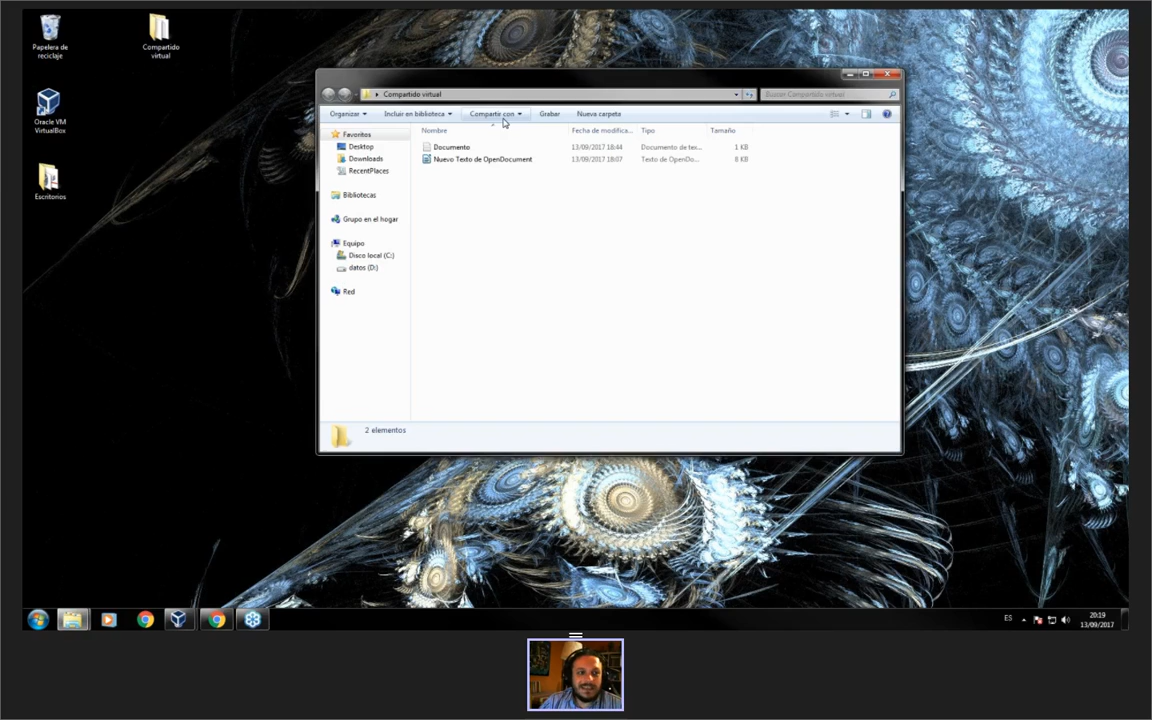 Papelera de
reciclaje
Compartido
virtual
Oracle VM
VirtualBox
Escritorios
Compartido virtual
Buscar Compartido virtual
Organizar
Incluir en biblioteca
Compartir con
Grabar
Nueva carpeta
Nombre
Fecha de modifica...
Tipo
Tamaño
Documento
13/09/2017 18:44
Documento de tex...
1 KB
Nuevo Texto de OpenDocument
13/09/2017 18:07
Texto de OpenDo...
8 KB
Favoritos
Desktop
Downloads
RecentPlaces
Bibliotecas
Grupo en el hogar
Equipo
Disco local (C:)
datos (D:)
Red
2 elementos
ES
20:19
13/09/2017